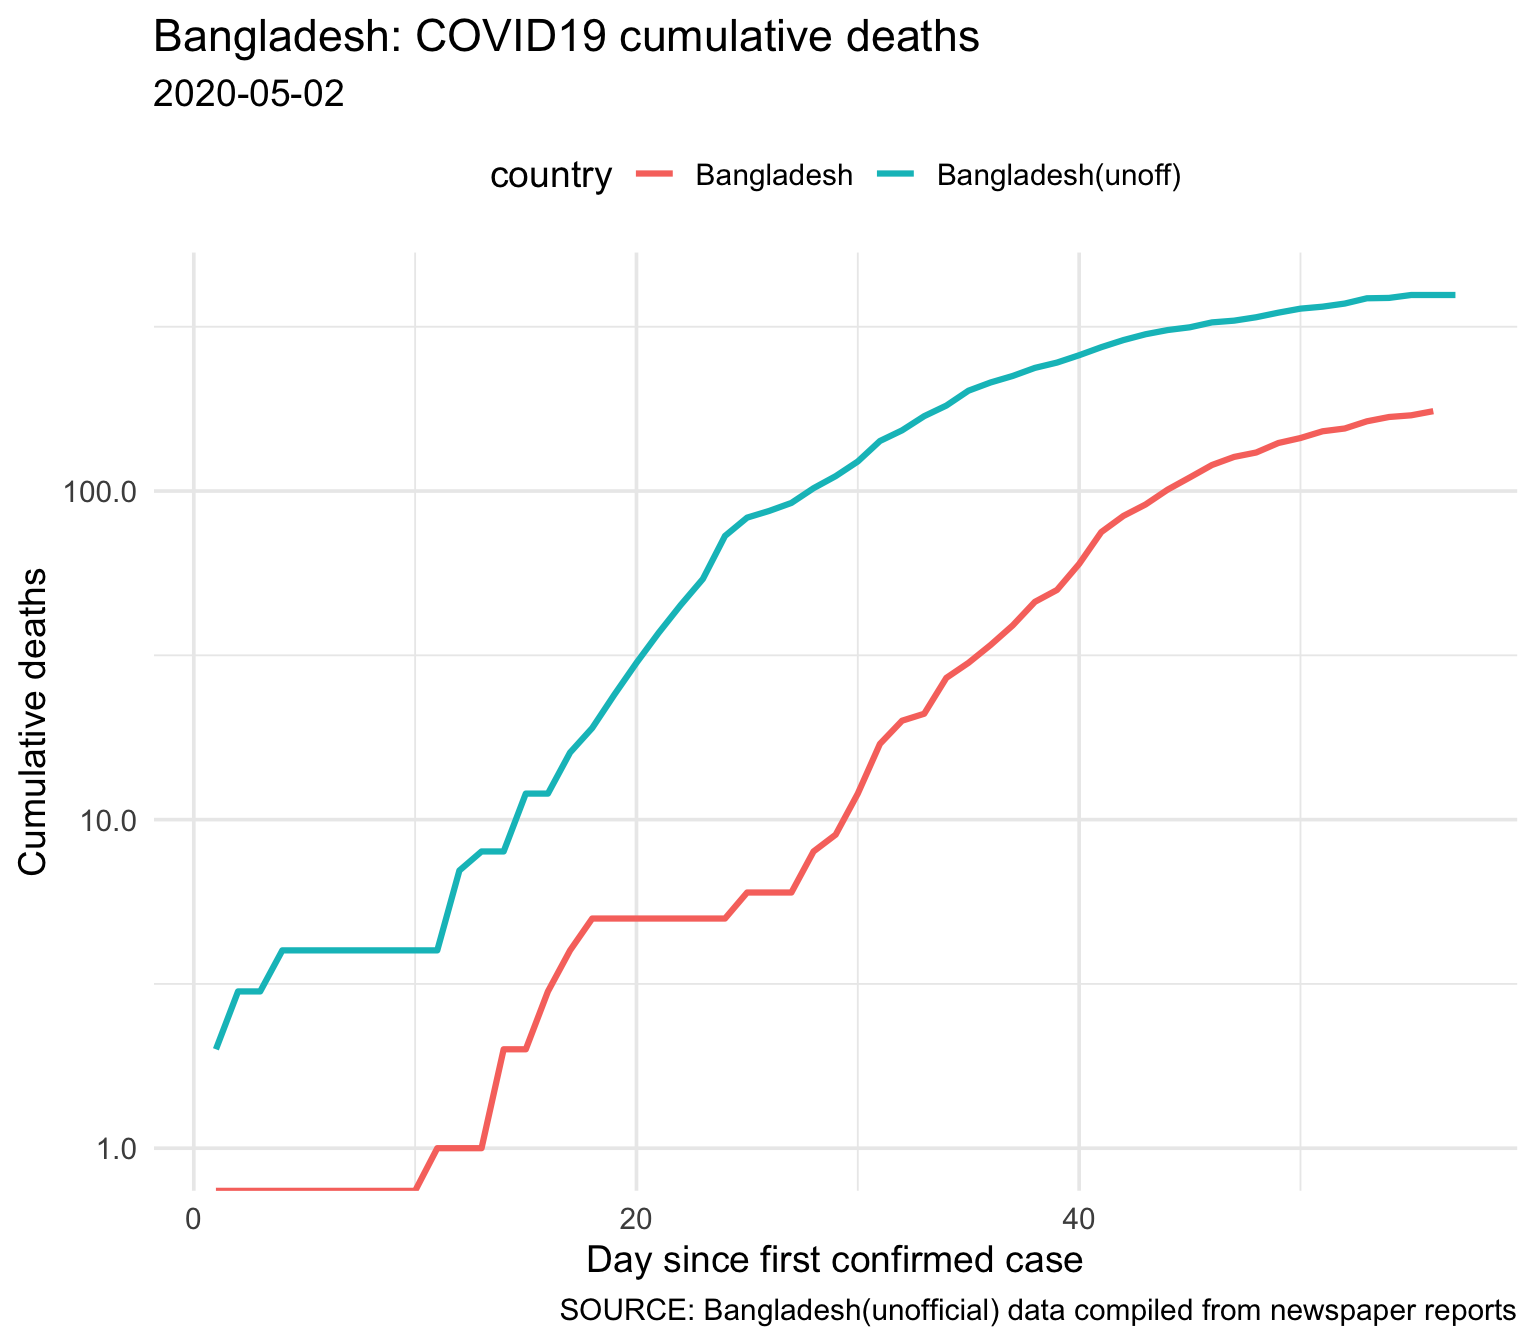 Bangladesh: COVID19 cumulative deaths
2020-05-02
country Bangladesh Bangladesh(unoff)
Cumulative deaths
100.0
10.0
1.0
0 20 40
Day since first confirmed case
SOURCE: Bangladesh(unofficial) data compiled from newspaper reports